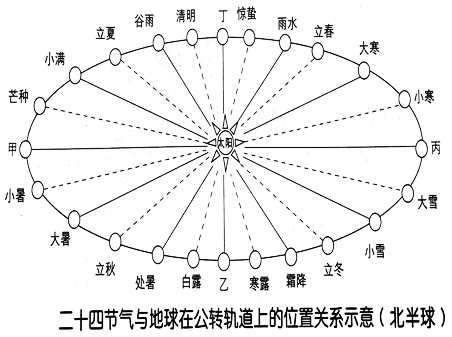 清明
丁
惊蛰
谷雨
雨水
立夏
立春
小满
大寒
芒种
小寒
甲
太阳
丙
小暑
大雪
大暑
小雪
立秋
立冬
处暑
霜降
白露
乙
寒露
二十四节气与地球在公转轨道上的位置关系示意(北半球)